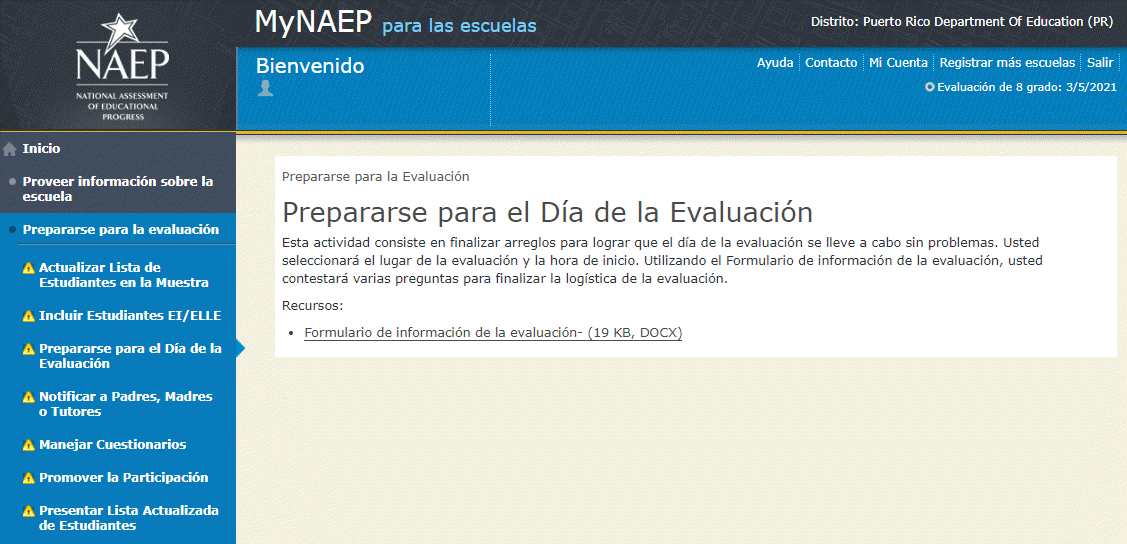 NAEP
NATIONAL ASSESSMENT
OF EDUCATIONAL
PROGRESS
MyNAEP para las escuelas
Distrito: Puerto Rico Department Of Education (PR)
Bienvenido
Ayuda
Contacto
Mi Cuenta
Registrar más escuelas
Salir
Evaluación de 8 grado: 3/5/2021
Inicio
Proveer información sobre la
escuela
Prepararse para la evaluación
Actualizar Lista de
Estudiantes en la Muestra
Incluir Estudiantes EI/ELLE
Prepararse para el Día de la
Evaluación
Notificar a Padres, Madres
o Tutores
Manejar Cuestionarios
Promover la Participación
Presentar Lista Actualizada
de Estudiantes
Prepararse para la Evaluación
Prepararse para el Día de la Evaluación
Esta actividad consiste en finalizar arreglos para lograr que el día de la evaluación se lleve a cabo sin problemas. Usted
seleccionará el lugar de la evaluación y la hora de inicio. Utilizando el Formulario de información de la evaluación, usted
contestará varias preguntas para finalizar la logística de la evaluación.
Recursos:
• Formulario de información de la evaluación- (19 KB, DOCX)